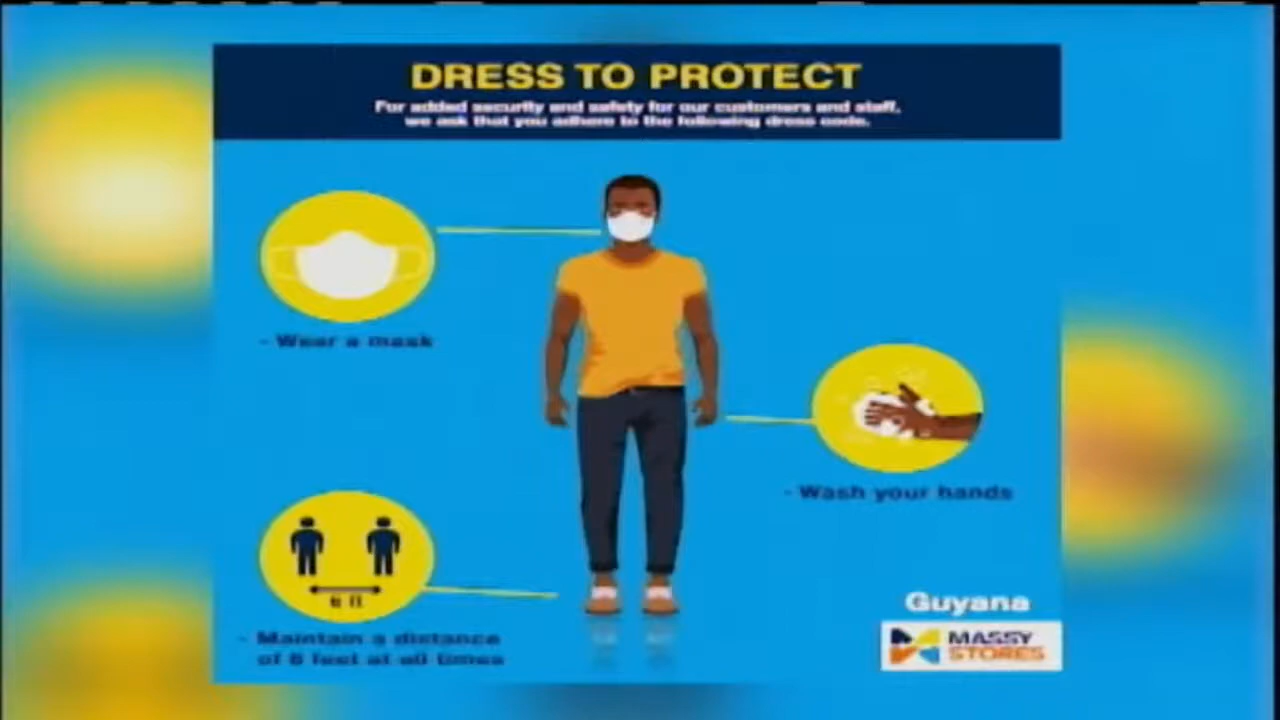 DRESS TO PROTECT
For added security and safety for our customers and staff,
we ask that you adhere to the following dress code.
- Wear a mask
- Wash your hands
6 ft
- Maintain a distance
of 6 feet at all times
Guyana
MASSY
STORES